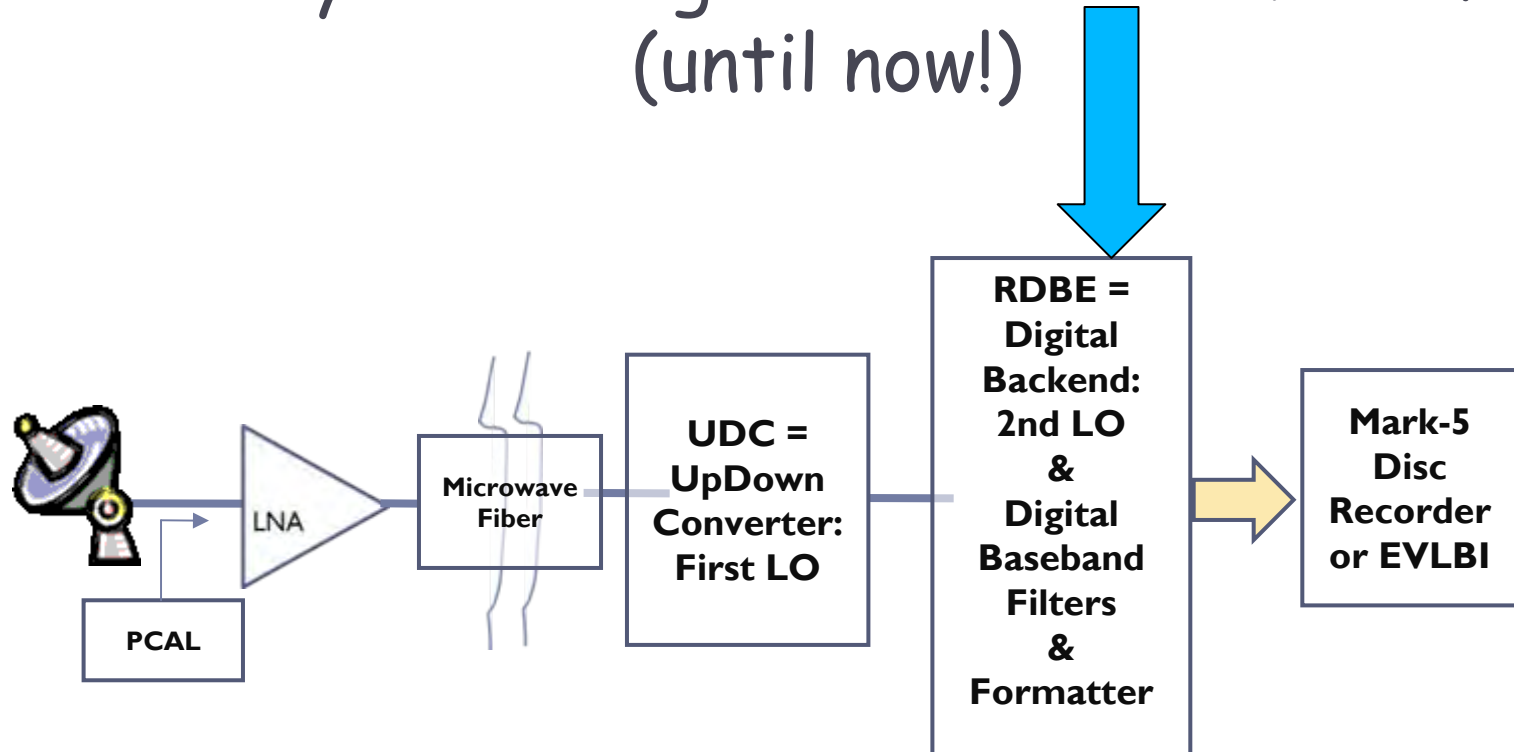 (until now!)
RDBE =
Digital
Backend:
2nd LO
&
Digital
Baseband
Filters
&
Formatter
UDC =
UpDown
Converter:
First LO
Mark-5
Disc
Recorder
or EVLBI
Microwave
Fiber
LNA
PCAL